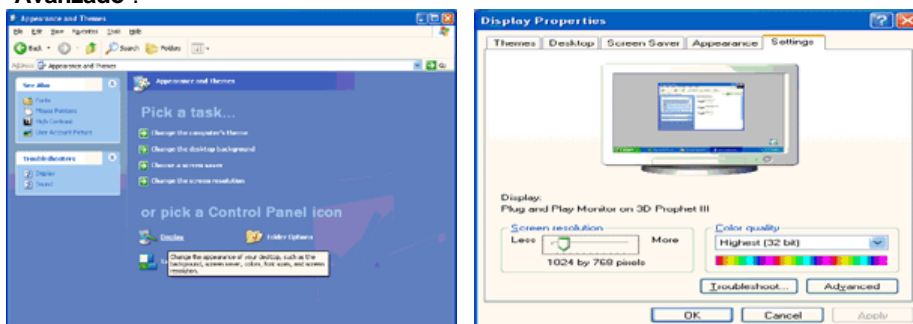 "Avanzado".
Appearance and Themes
File Edit View Favorites Tools Help
Back Search Folders
Address Appearance and Themes Go
See Also
Fonts
Mouse Pointers
High Contrast
User Account Picture
Troubleshooters
Display
Sound
Appearance and Themes
Pick a task...
Change the computer's theme
Change the desktop background
Choose a screen saver
Change the screen resolution
or pick a Control Panel icon
Display Folder Options
Change the appearance of your desktop, such as the
background, screen saver, colors, font sizes, and screen
resolution.
Display Properties
Themes Desktop Screen Saver Appearance Settings
Display:
Plug and Play Monitor on 3D Prophet III
Screen resolution
Less More
1024 by 768 pixels
Color quality
Highest (32 bit)
Troubleshoot... Advanced
OK Cancel Apply